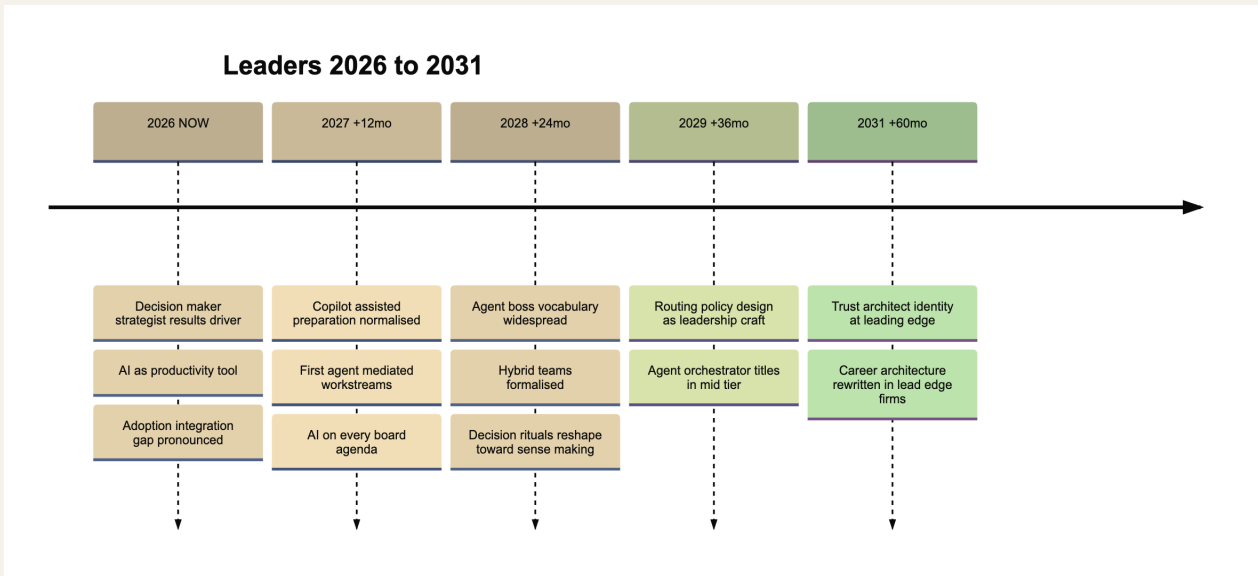 Leaders 2026 to 2031
2026 NOW
2027 +12mo
2028 +24mo
2029 +36mo
2031 +60mo
Decision maker
strategist results driver
AI as productivity tool
Adoption integration
gap pronounced
Copilot assisted
preparation normalised
First agent mediated
workstreams
AI on every board
agenda
Agent boss vocabulary
widespread
Hybrid teams
formalised
Decision rituals reshape
toward sense making
Routing policy design
as leadership craft
Agent orchestrator titles
in mid tier
Trust architect identity
at leading edge
Career architecture
rewritten in lead edge
firms